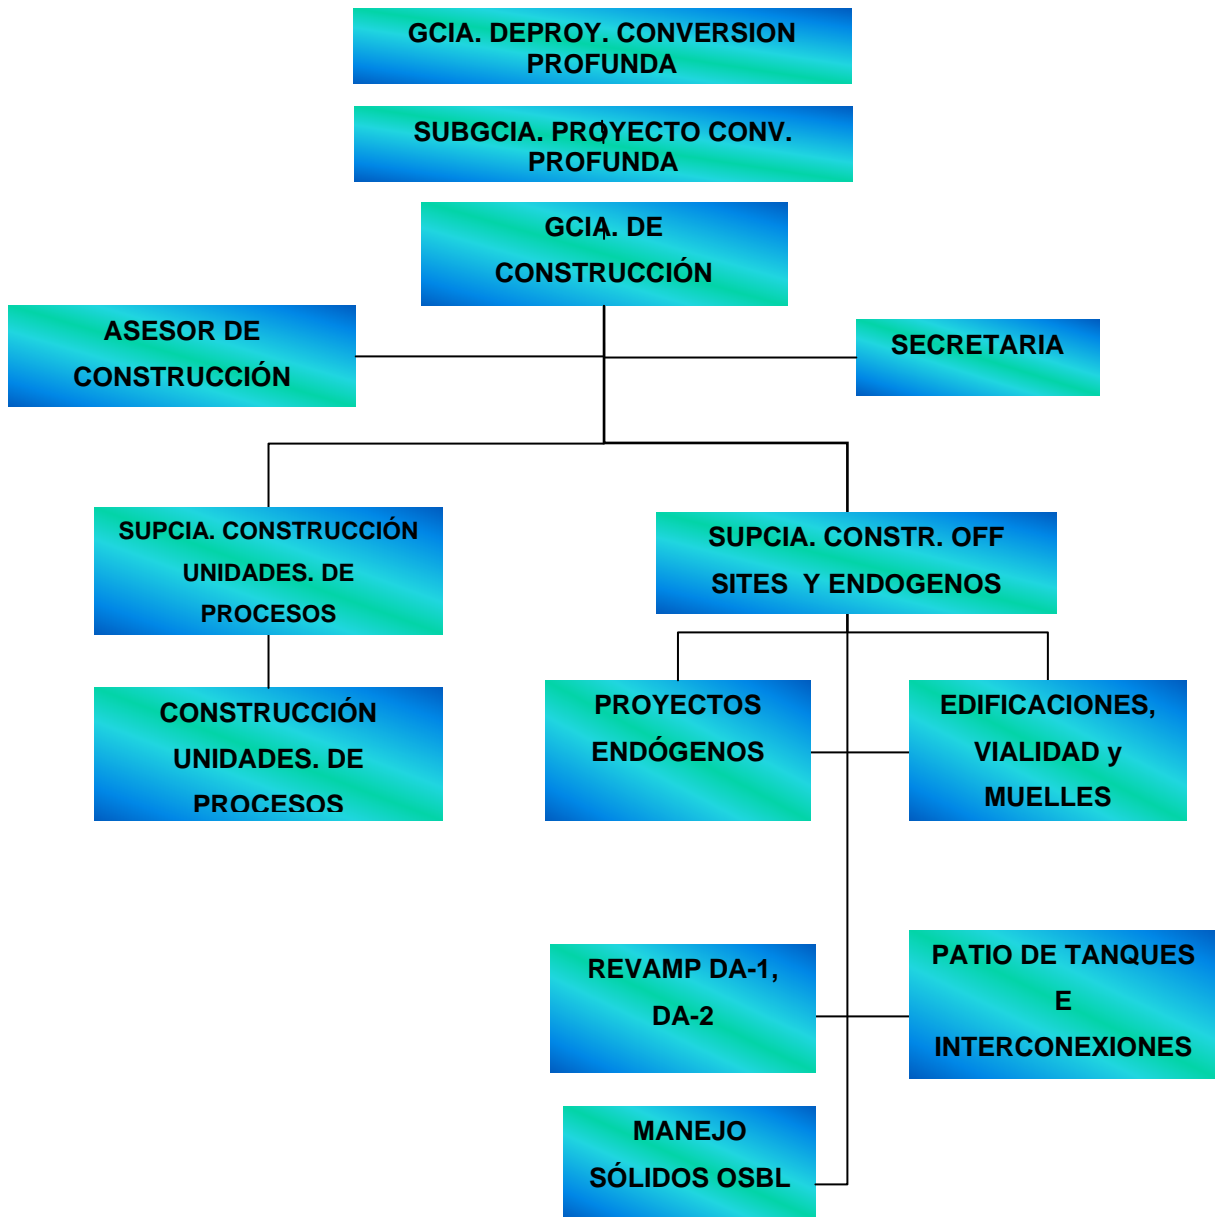 GCIA. DEPROY. CONVERSION
PROFUNDA
SUBGCIA. PROYECTO CONV.
PROFUNDA
GCIA. DE
CONSTRUCCIÓN
ASESOR DE
CONSTRUCCIÓN
SECRETARIA
SUPCIA. CONSTRUCCIÓN
UNIDADES. DE
PROCESOS
SUPCIA. CONSTR. OFF
SITES Y ENDOGENOS
CONSTRUCCIÓN
UNIDADES. DE
PROCESOS
PROYECTOS
ENDÓGENOS
EDIFICACIONES,
VIALIDAD y
MUELLES
REVAMP DA-1,
DA-2
PATIO DE TANQUES
E
INTERCONEXIONES
MANEJO
SÓLIDOS OSBL